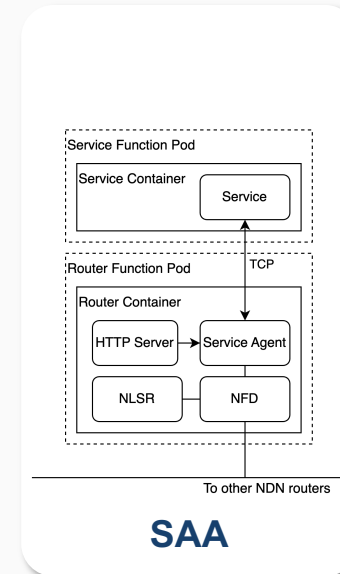 Service Function Pod
Service Container
Service
TCP
Router Function Pod
Router Container
HTTP Server
Service Agent
NLSR
NFD
To other NDN routers
SAA